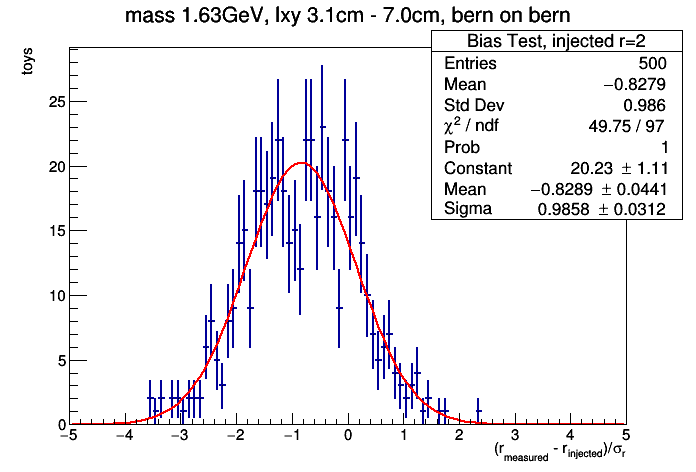 mass 1.63GeV, lxy 3.1cm - 7.0cm, bern on bern
Bias Test, injected r=2
Entries 500
Mean −0.8279
Std Dev 0.986
χ² / ndf 49.75 / 97
Prob 1
Constant 20.23 ± 1.11
Mean −0.8289 ± 0.0441
Sigma 0.9858 ± 0.0312
toys
25
20
15
10
5
0
−5 −4 −3 −2 −1 0 1 2 3 4 5
(r_measured - r_injected)/σ_r